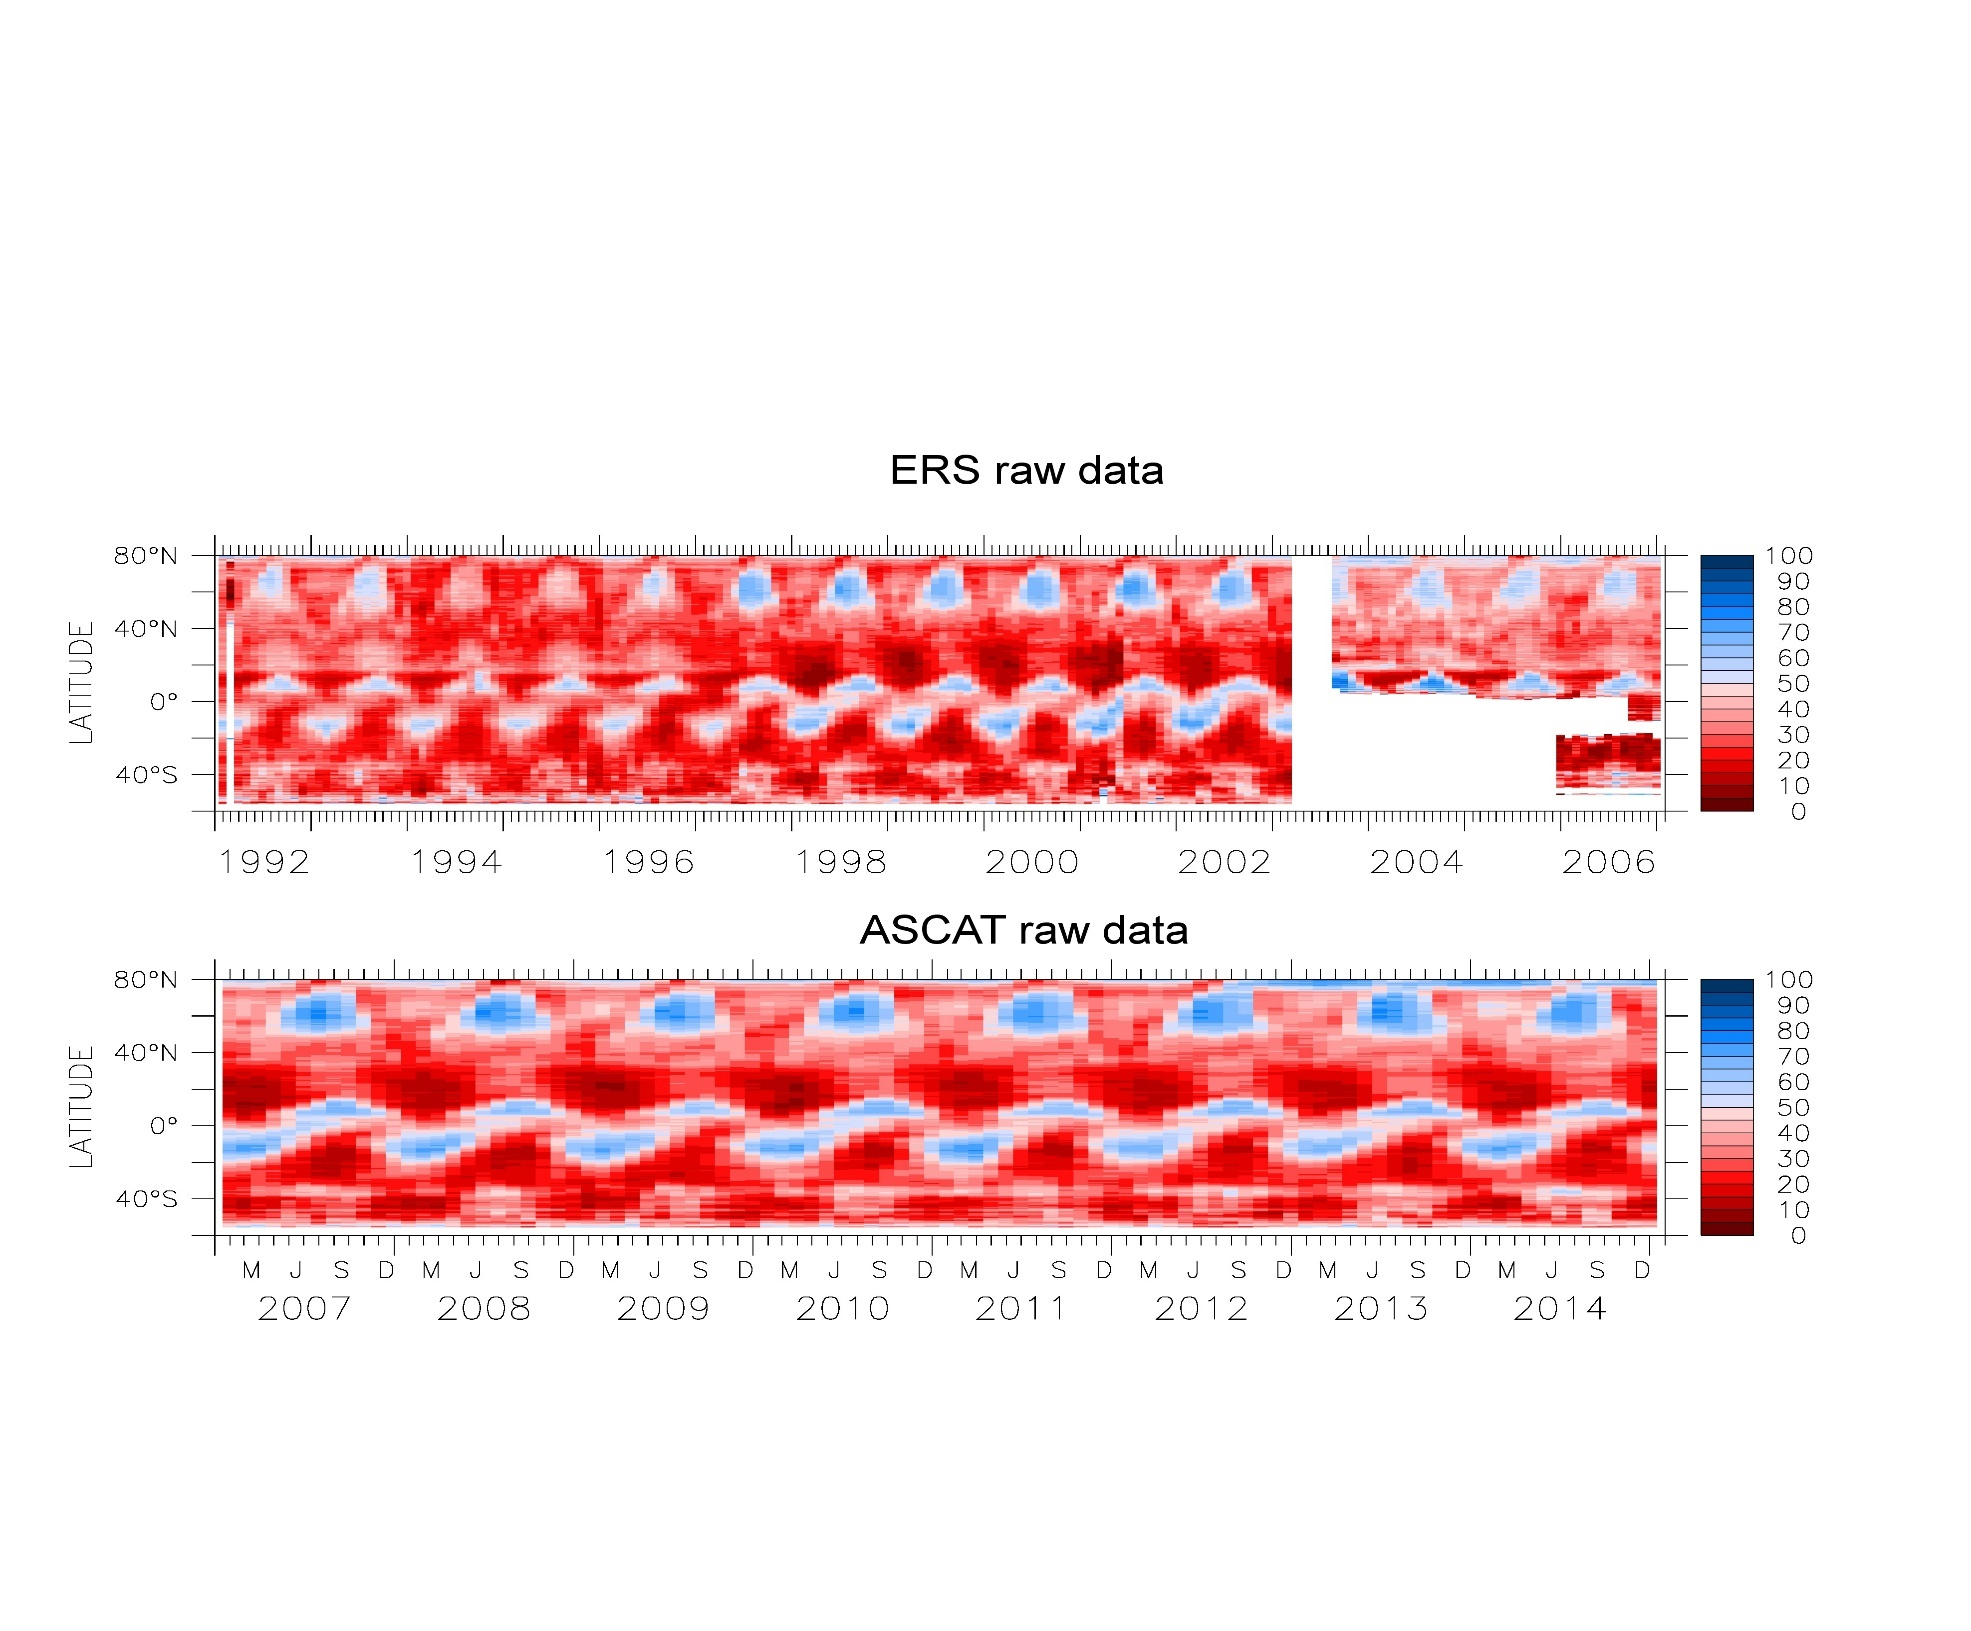 ERS raw data
80°N
40°N
0°
40°S
LATITUDE
100
90
80
70
60
50
40
30
20
10
0
1992 1994 1996 1998 2000 2002 2004 2006
ASCAT raw data
80°N
40°N
0°
40°S
LATITUDE
100
90
80
70
60
50
40
30
20
10
0
M J S D M J S D M J S D M J S D M J S D M J S D M J S D M J S D
2007 2008 2009 2010 2011 2012 2013 2014